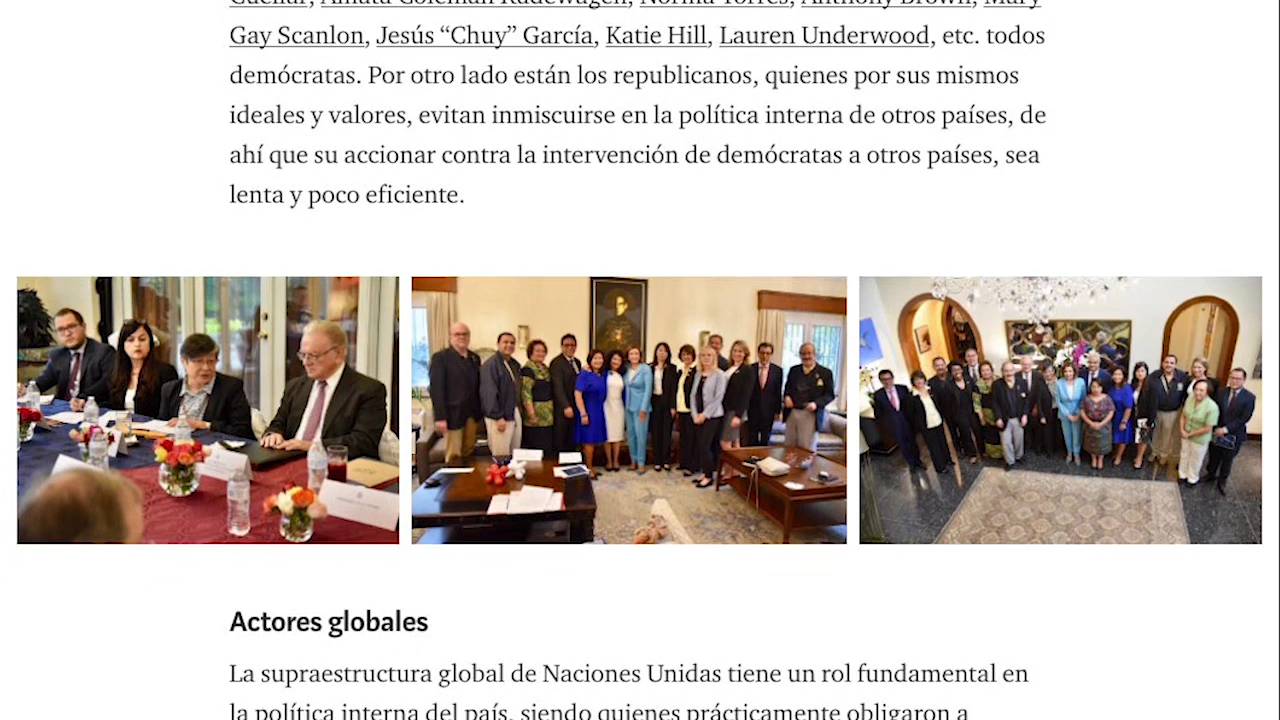 Cuéllar, Amata Coleman Radewagen, Norma Torres, Anthony Brown, Mary
Gay Scanlon, Jesús “Chuy” García, Katie Hill, Lauren Underwood, etc. todos
demócratas. Por otro lado están los republicanos, quienes por sus mismos
ideales y valores, evitan inmiscuirse en la política interna de otros países, de
ahí que su accionar contra la intervención de demócratas a otros países, sea
lenta y poco eficiente.
Actores globales
La supraestructura global de Naciones Unidas tiene un rol fundamental en
la política interna del país, siendo quienes prácticamente obligaron a